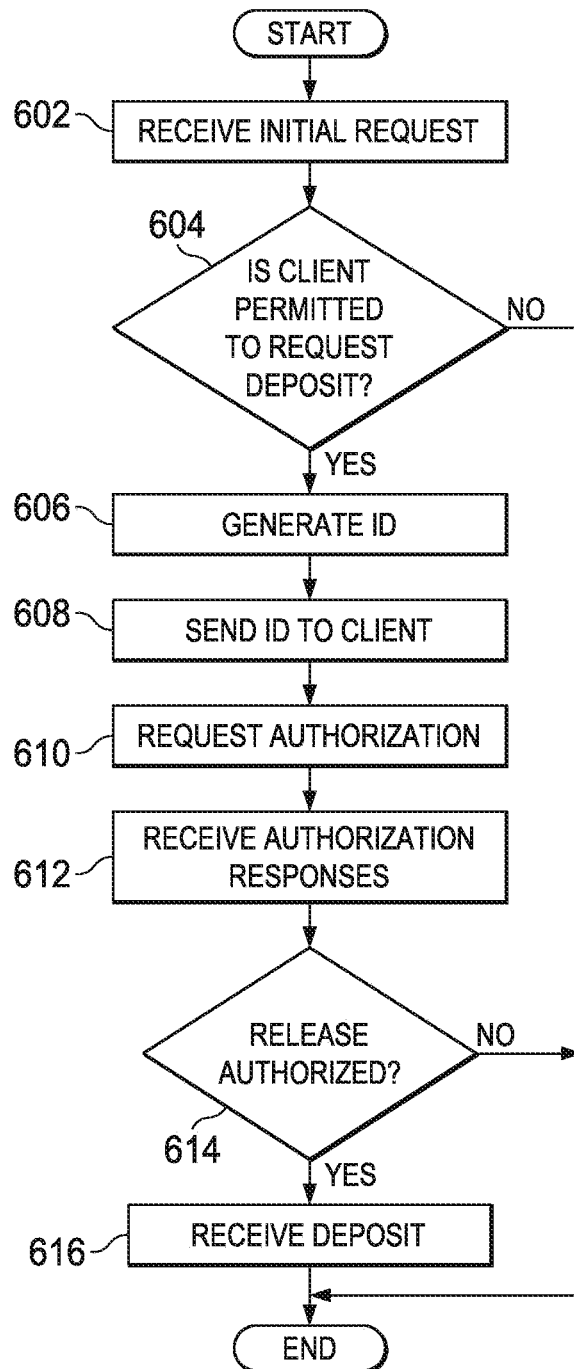 START
602
RECEIVE INITIAL REQUEST
604
IS CLIENT
PERMITTED
TO REQUEST
DEPOSIT?
NO
YES
606
GENERATE ID
608
SEND ID TO CLIENT
610
REQUEST AUTHORIZATION
612
RECEIVE AUTHORIZATION
RESPONSES
RELEASE
AUTHORIZED?
NO
614
YES
616
RECEIVE DEPOSIT
END